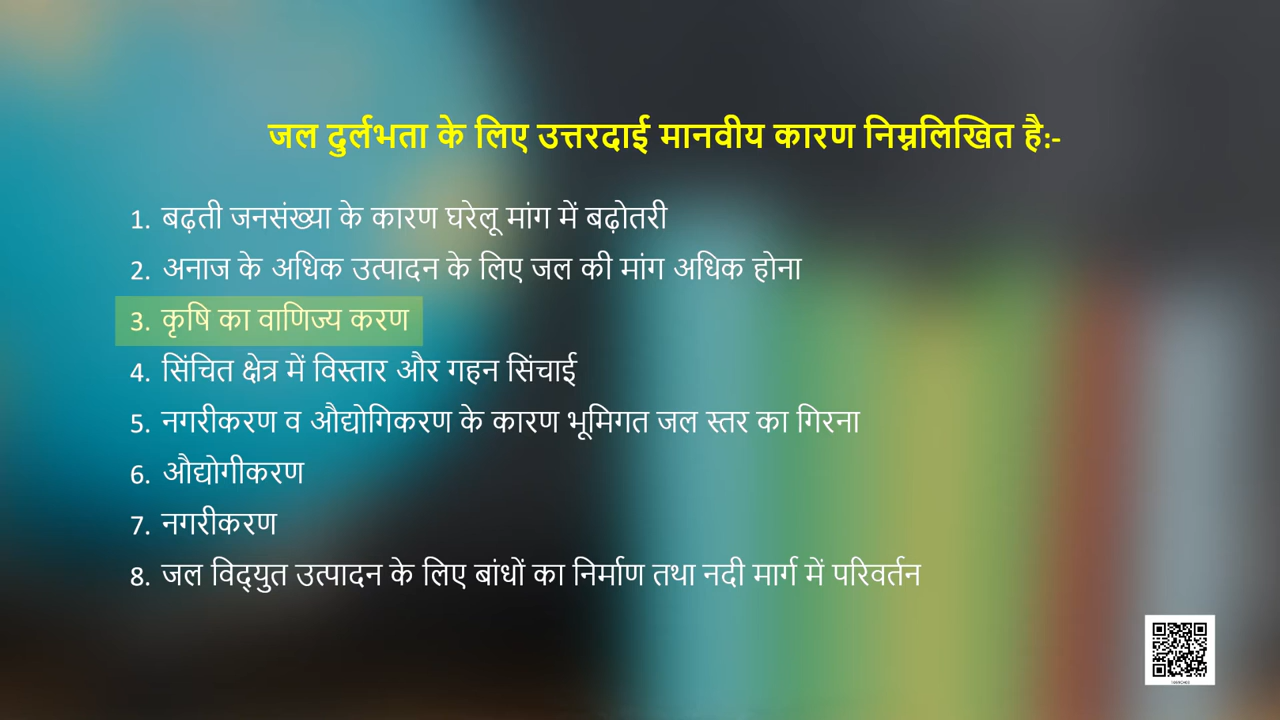 जल दुर्लभता के लिए उत्तरदाई मानवीय कारण निम्नलिखित है:-
1. बढ़ती जनसंख्या के कारण घरेलू मांग में बढ़ोतरी
2. अनाज के अधिक उत्पादन के लिए जल की मांग अधिक होना
3. कृषि का वाणिज्य करण
4. सिंचित क्षेत्र में विस्तार और गहन सिंचाई
5. नगरीकरण व औद्योगिकरण के कारण भूमिगत जल स्तर का गिरना
6. औद्योगीकरण
7. नगरीकरण
8. जल विद्युत उत्पादन के लिए बांधों का निर्माण तथा नदी मार्ग में परिवर्तन